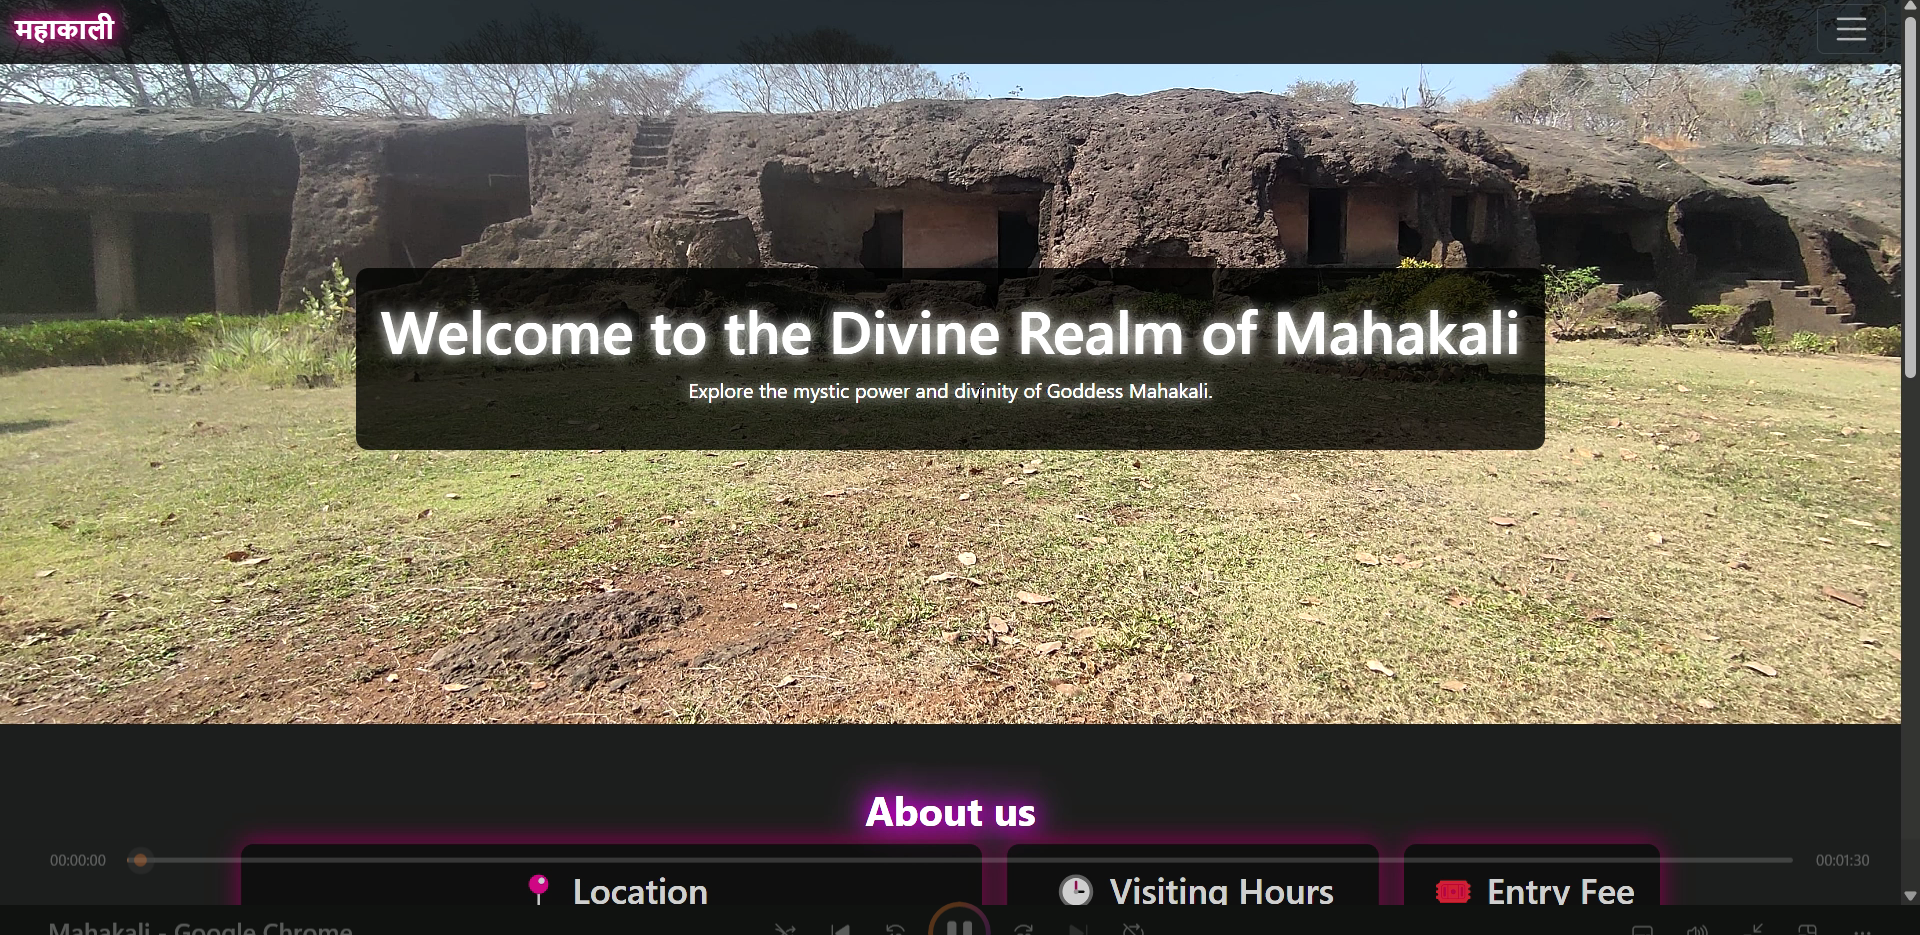 महाकाली
Welcome to the Divine Realm of Mahakali
Explore the mystic power and divinity of Goddess Mahakali.
About us
00:00:00
00:01:30
Location
Visiting Hours
Entry Fee
Mahakali - Google Chrome